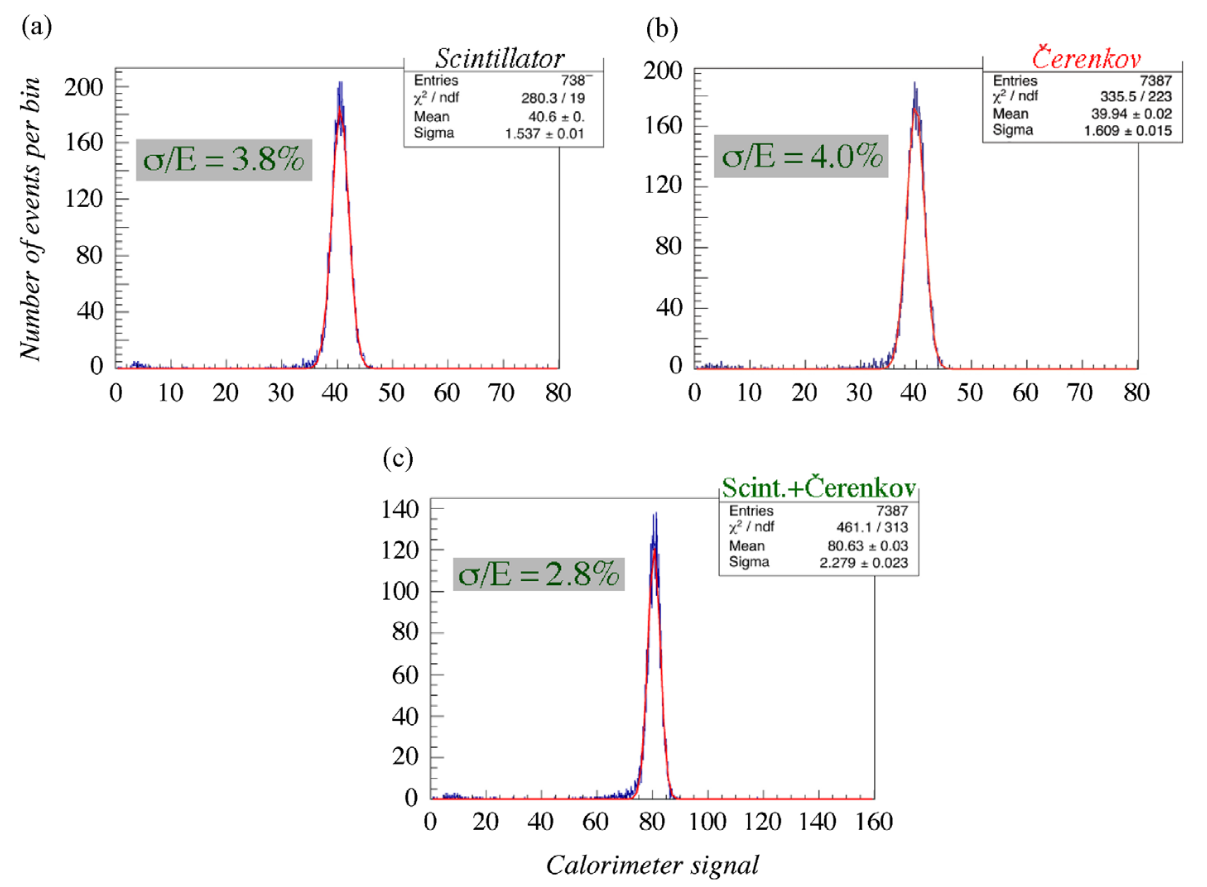 (a)
Scintillator
Entries 738
χ² / ndf 280.3 / 19
Mean 40.6 ± 0.
Sigma 1.537 ± 0.01
σ/E = 3.8%
Number of events per bin
200
160
120
80
40
0
0 10 20 30 40 50 60 70 80
(b)
Čerenkov
Entries 7387
χ² / ndf 335.5 / 223
Mean 39.94 ± 0.02
Sigma 1.609 ± 0.015
σ/E = 4.0%
200
160
120
80
40
0
0 10 20 30 40 50 60 70 80
(c)
Scint.+Čerenkov
Entries 7387
χ² / ndf 461.1 / 313
Mean 80.63 ± 0.03
Sigma 2.279 ± 0.023
σ/E = 2.8%
140
120
100
80
60
40
20
0
0 20 40 60 80 100 120 140 160
Calorimeter signal